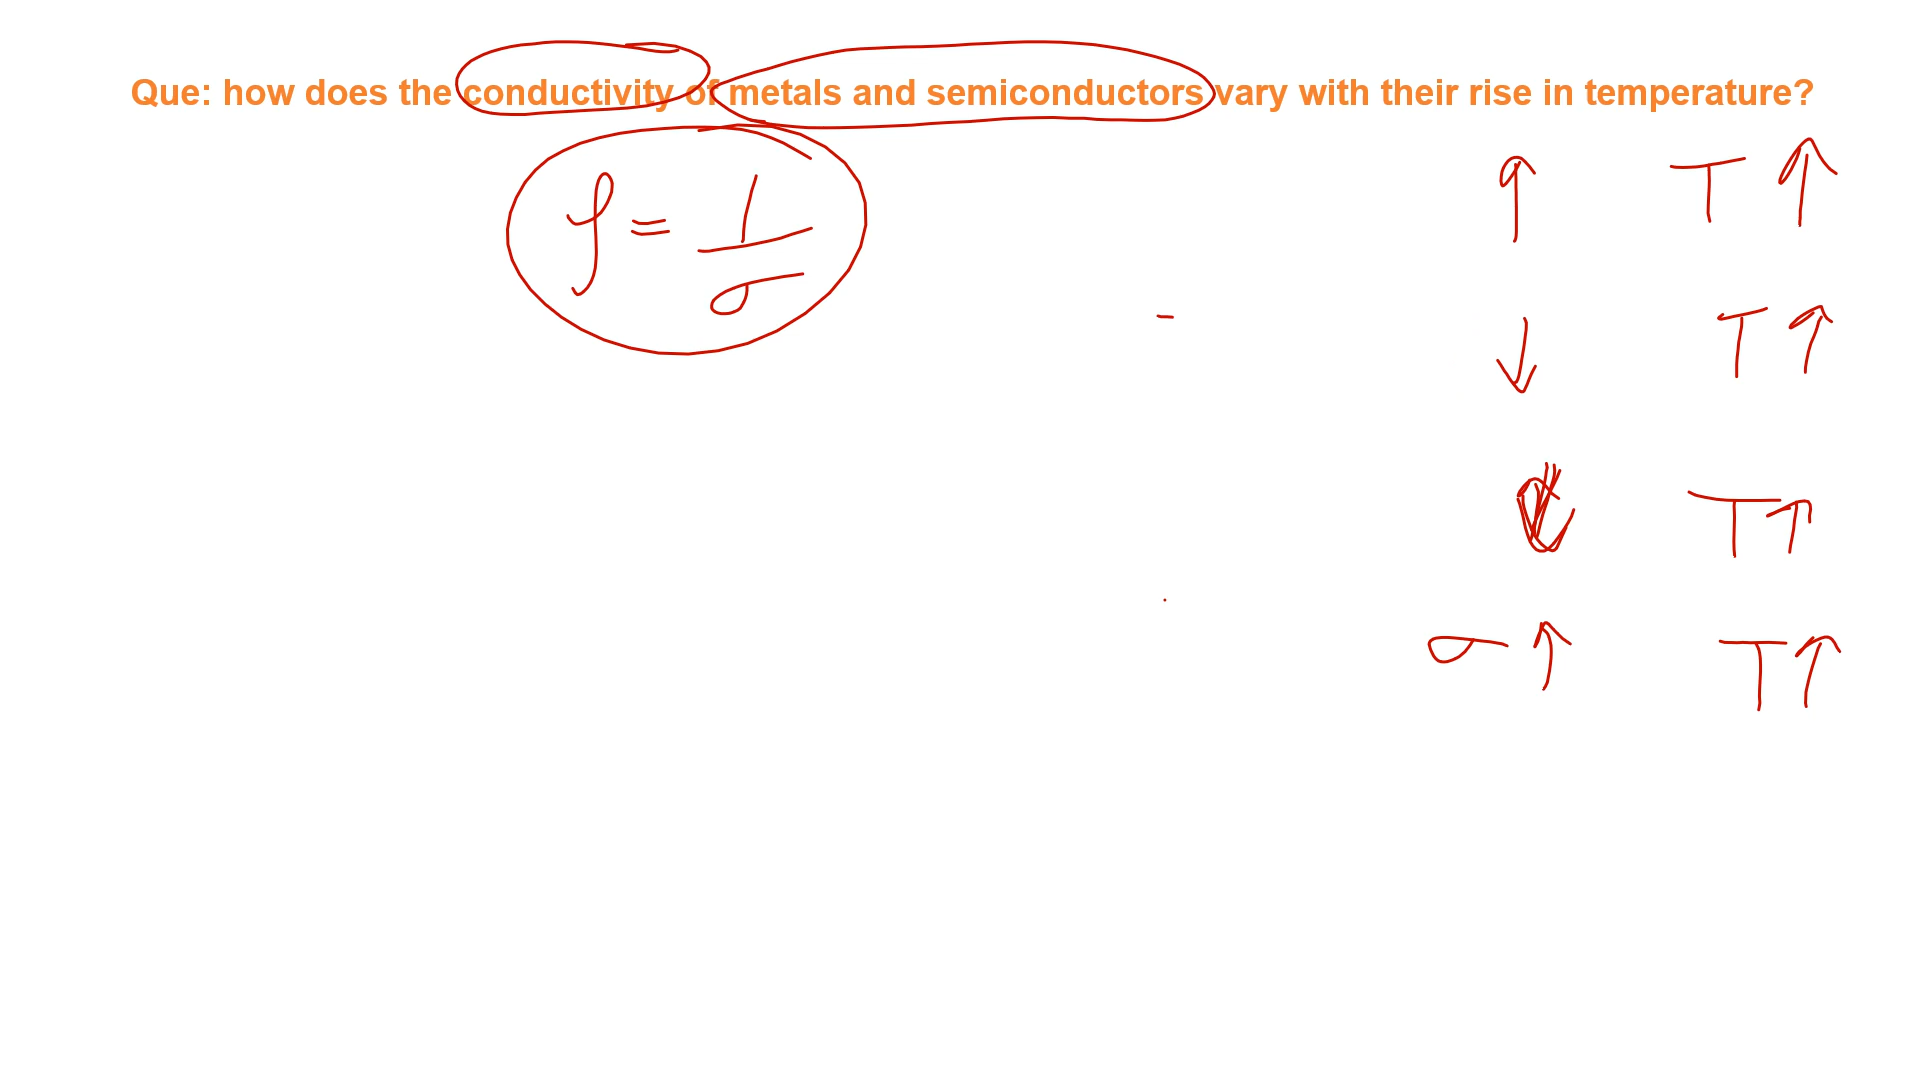 Que: how does the conductivity of metals and semiconductors vary with their rise in temperature?
ρ = 1/σ
↑ T ↑
↓ T ↑
T ↑
σ ↑ T ↑